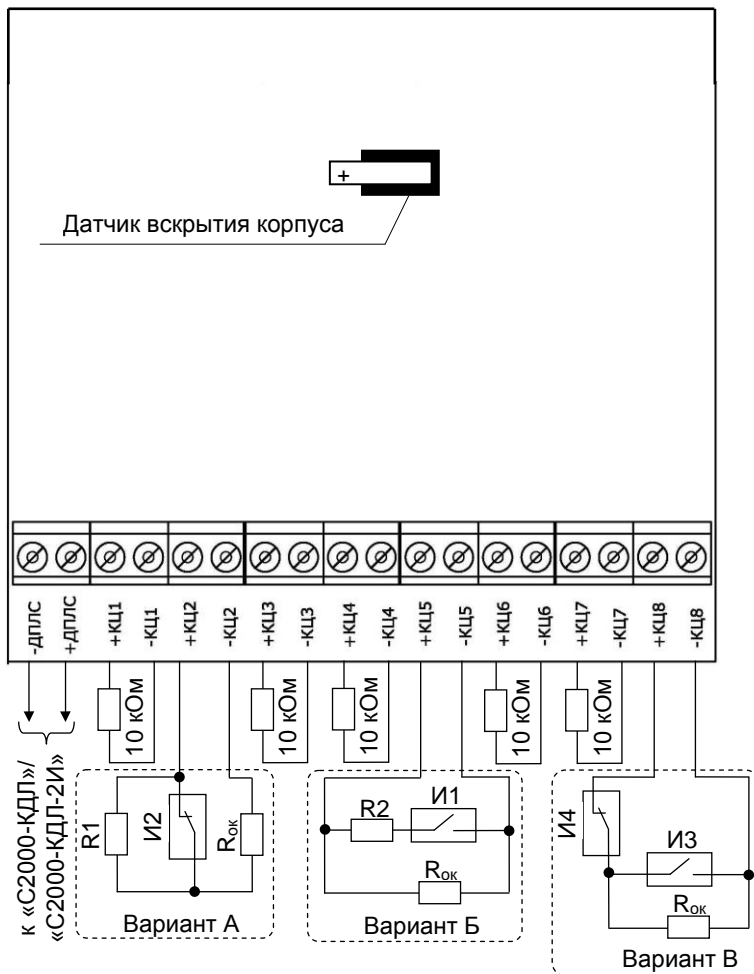 +
Датчик вскрытия корпуса
-ДПЛС
+ДПЛС
+КЦ1
-КЦ1
+КЦ2
-КЦ2
+КЦ3
-КЦ3
+КЦ4
-КЦ4
+КЦ5
-КЦ5
+КЦ6
-КЦ6
+КЦ7
-КЦ7
+КЦ8
-КЦ8
10 кОм
10 кОм
10 кОм
10 кОм
10 кОм
к «С2000-КДЛ»/
«С2000-КДЛ-2И»
R1
И2
Rок
Вариант А
R2
И1
Rок
Вариант Б
И4
И3
Rок
Вариант В